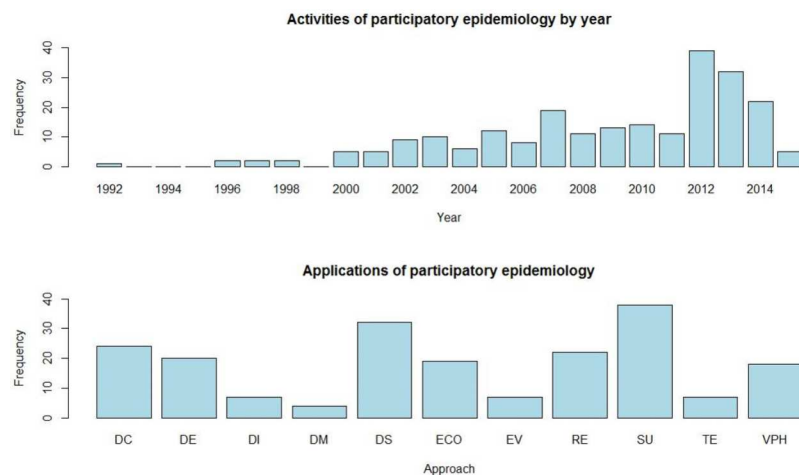 Activities of participatory epidemiology by year
40
30
20
10
0
Frequency
1992 1994 1996 1998 2000 2002 2004 2006 2008 2010 2012 2014
Year
Applications of participatory epidemiology
40
30
20
10
0
Frequency
DC DE DI DM DS ECO EV RE SU TE VPH
Approach